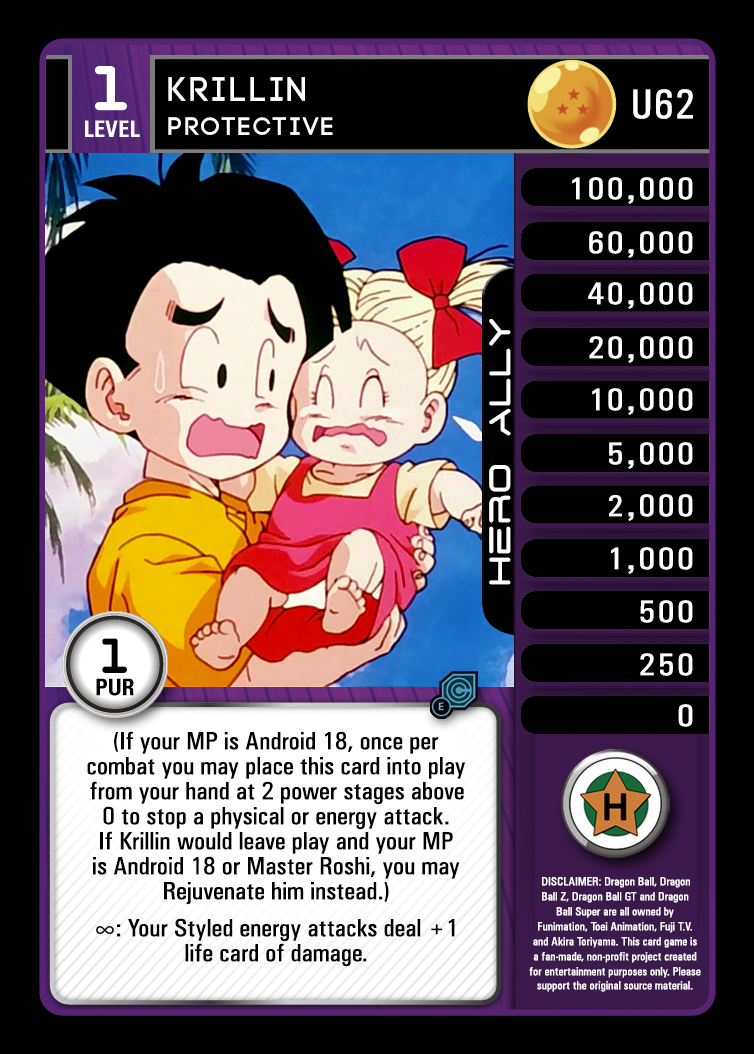 1
LEVEL
KRILLIN
PROTECTIVE
U62
100,000
60,000
40,000
20,000
10,000
5,000
2,000
1,000
500
250
0
HERO ALLY
1
PUR
E
(If your MP is Android 18, once per
combat you may place this card into play
from your hand at 2 power stages above
0 to stop a physical or energy attack.
If Krillin would leave play and your MP
is Android 18 or Master Roshi, you may
Rejuvenate him instead.)
∞: Your Styled energy attacks deal +1
life card of damage.
H
DISCLAIMER: Dragon Ball, Dragon
Ball Z, Dragon Ball GT and Dragon
Ball Super are all owned by
Funimation, Toei Animation, Fuji T.V.
and Akira Toriyama. This card game is
a fan-made, non-profit project created
for entertainment purposes only. Please
support the original source material.